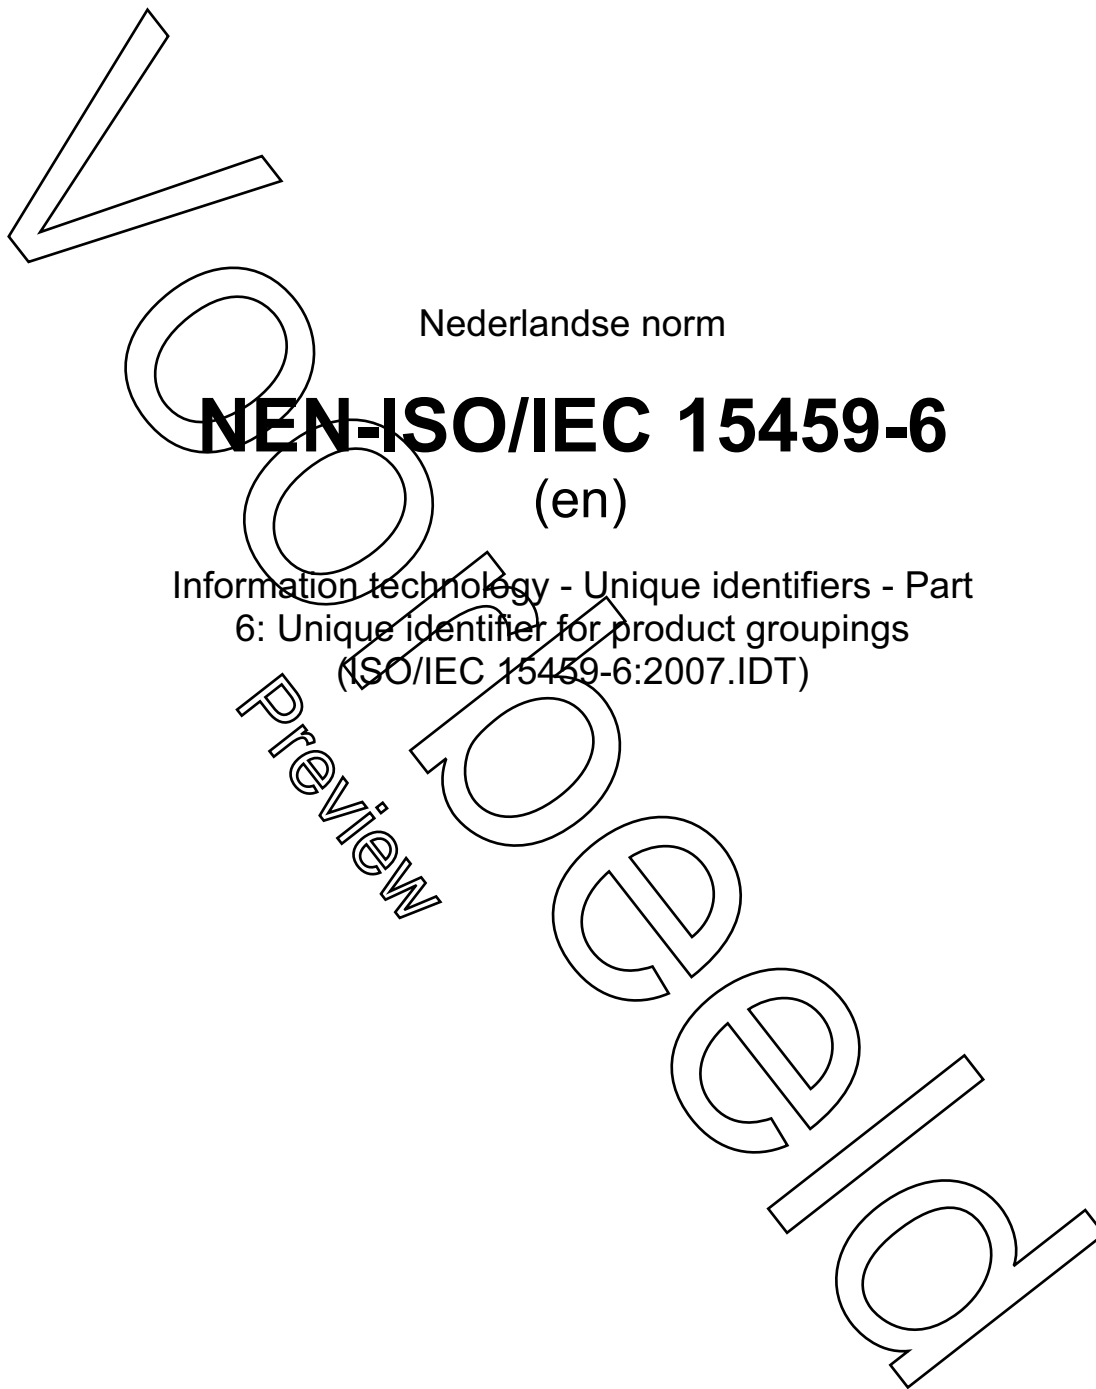 Nederlandse norm
NEN-ISO/IEC 15459-6
(en)
Information technology - Unique identifiers - Part
6: Unique identifier for product groupings
(ISO/IEC 15459-6:2007.IDT)
Voorbeeld
Preview